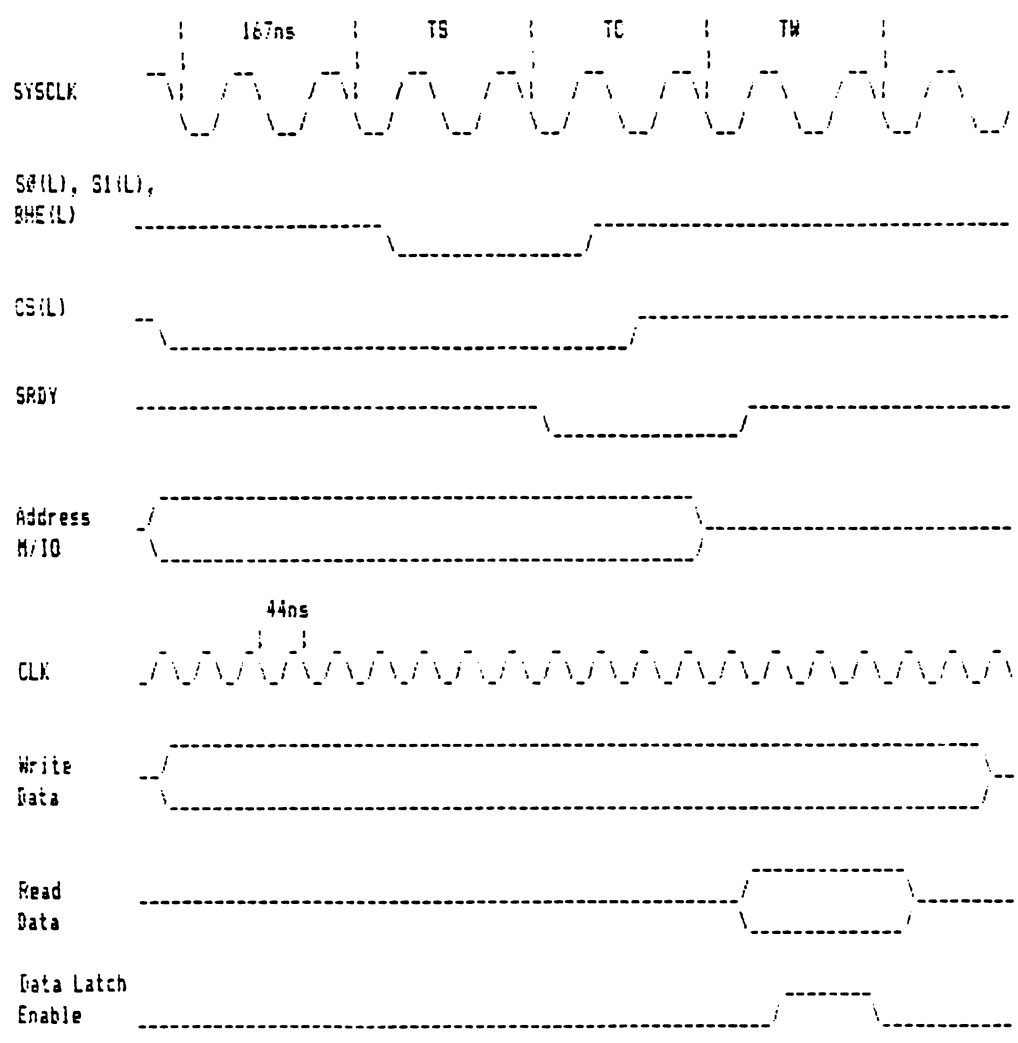 167ns TS TC TW
SYSCLK
S0(L), S1(L),
BHE(L)
CS(L)
SRDY
Address
M/IO
44ns
CLK
Write
Data
Read
Data
Data Latch
Enable